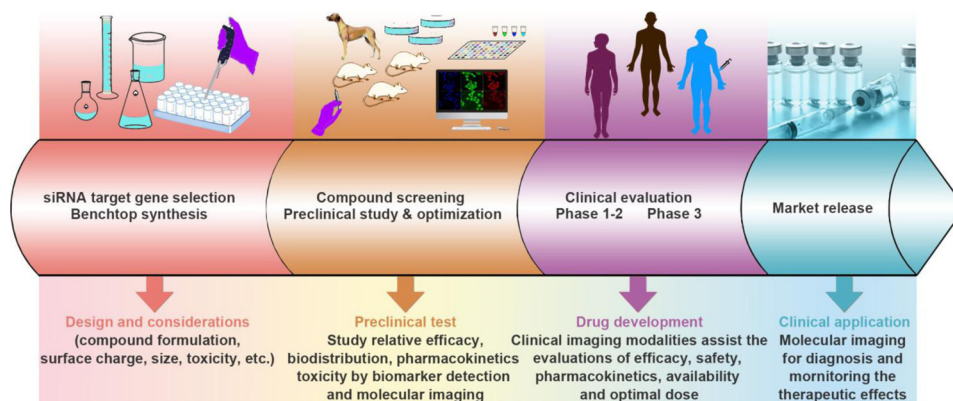 siRNA target gene selection
Benchtop synthesis
Compound screening
Preclinical study & optimization
Clinical evaluation
Phase 1-2 Phase 3
Market release
Design and considerations
(compound formulation,
surface charge, size, toxicity, etc.)
Preclinical test
Study relative efficacy,
biodistribution, pharmacokinetics
toxicity by biomarker detection
and molecular imaging
Drug development
Clinical imaging modalities assist the
evaluations of efficacy, safety,
pharmacokinetics, availability
and optimal dose
Clinical application
Molecular imaging
for diagnosis and
mornitoring the
therapeutic effects